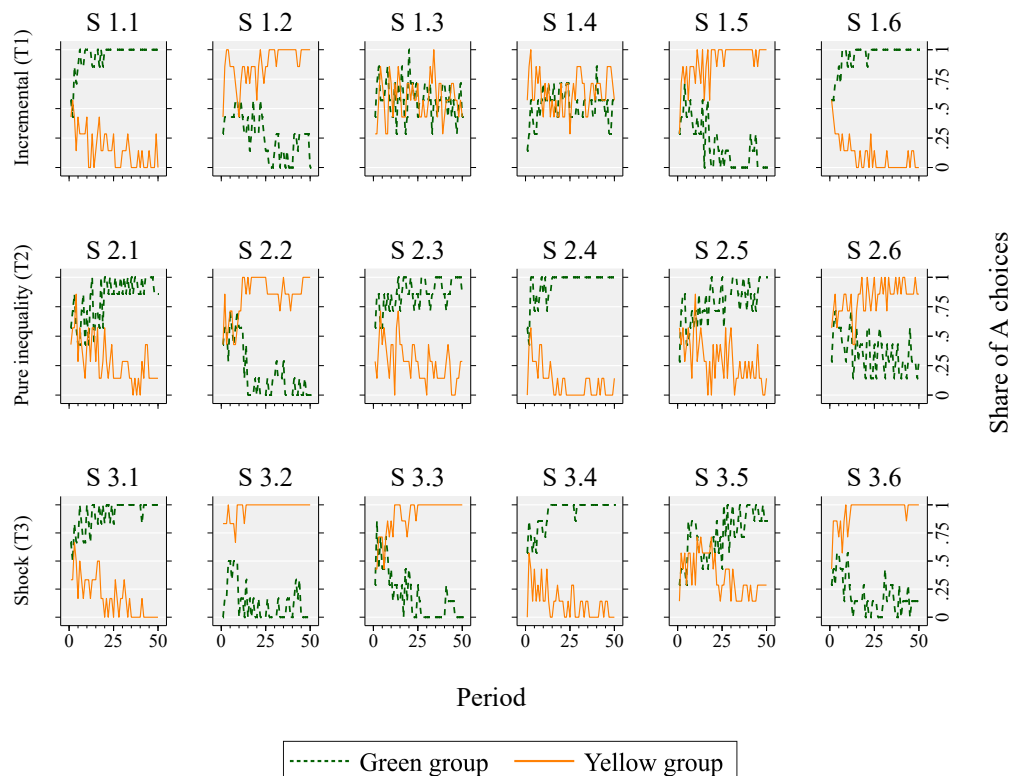 S 1.1 S 1.2 S 1.3 S 1.4 S 1.5 S 1.6
Incremental (T1)
1
.75
.5
.25
0
S 2.1 S 2.2 S 2.3 S 2.4 S 2.5 S 2.6
Pure inequality (T2)
1
.75
.5
.25
0
Share of A choices
S 3.1 S 3.2 S 3.3 S 3.4 S 3.5 S 3.6
Shock (T3)
1
.75
.5
.25
0
0 25 50 0 25 50 0 25 50 0 25 50 0 25 50 0 25 50
Period
Green group Yellow group